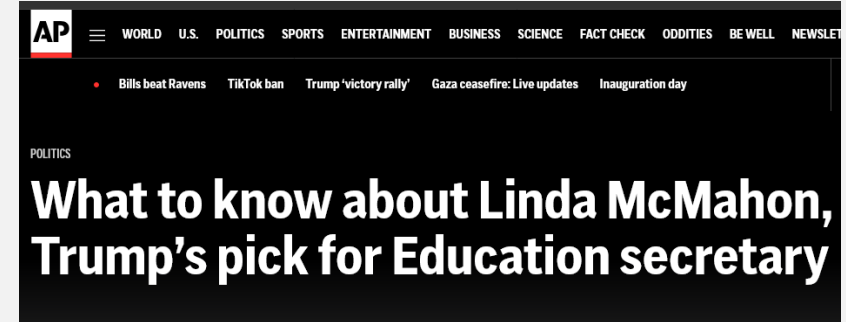 AP WORLD U.S. POLITICS SPORTS ENTERTAINMENT BUSINESS SCIENCE FACT CHECK ODDITIES BE WELL NEWSLET
Bills beat Ravens TikTok ban Trump ‘victory rally’ Gaza ceasefire: Live updates Inauguration day
POLITICS
What to know about Linda McMahon,
Trump’s pick for Education secretary